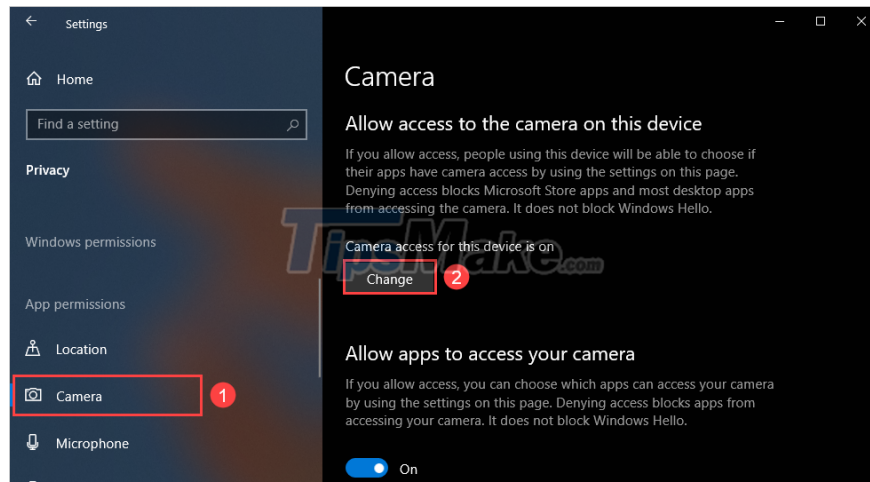 Settings
Home
Find a setting
Privacy
Windows permissions
App permissions
Location
Camera
1
Microphone
Camera
Allow access to the camera on this device
If you allow access, people using this device will be able to choose if
their apps have camera access by using the settings on this page.
Denying access blocks Microsoft Store apps and most desktop apps
from accessing the camera. It does not block Windows Hello.
TipsMake.com
Camera access for this device is on
Change
2
Allow apps to access your camera
If you allow access, you can choose which apps can access your camera
by using the settings on this page. Denying access blocks apps from
accessing your camera. It does not block Windows Hello.
On